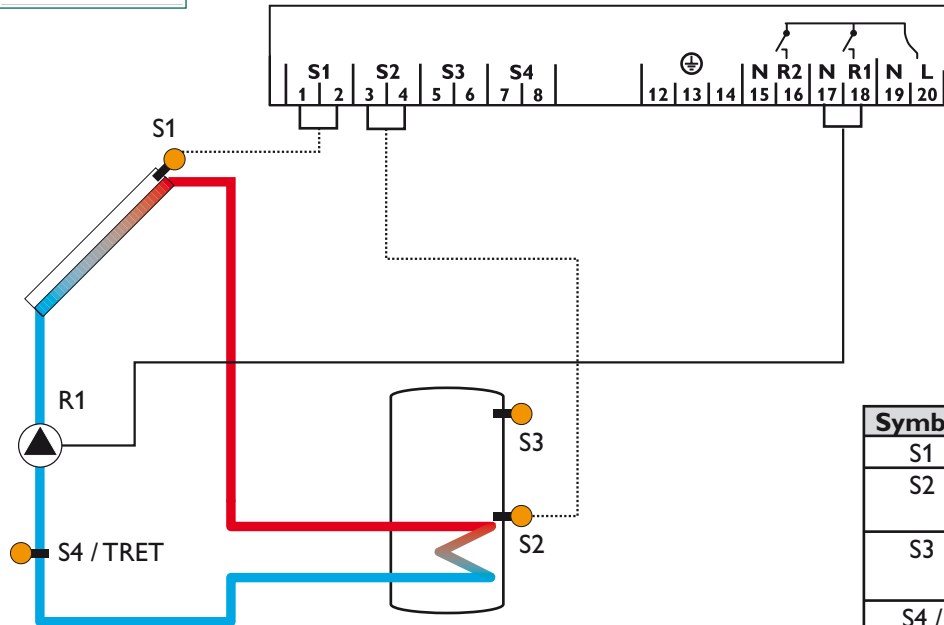 S1 S2 S3 S4 N R2 N R1 N L
1 2 3 4 5 6 7 8 12 13 14 15 16 17 18 19 20
S1
R1
S3
S2
S4 / TRET
Symb
S1
S2
S3
S4 /